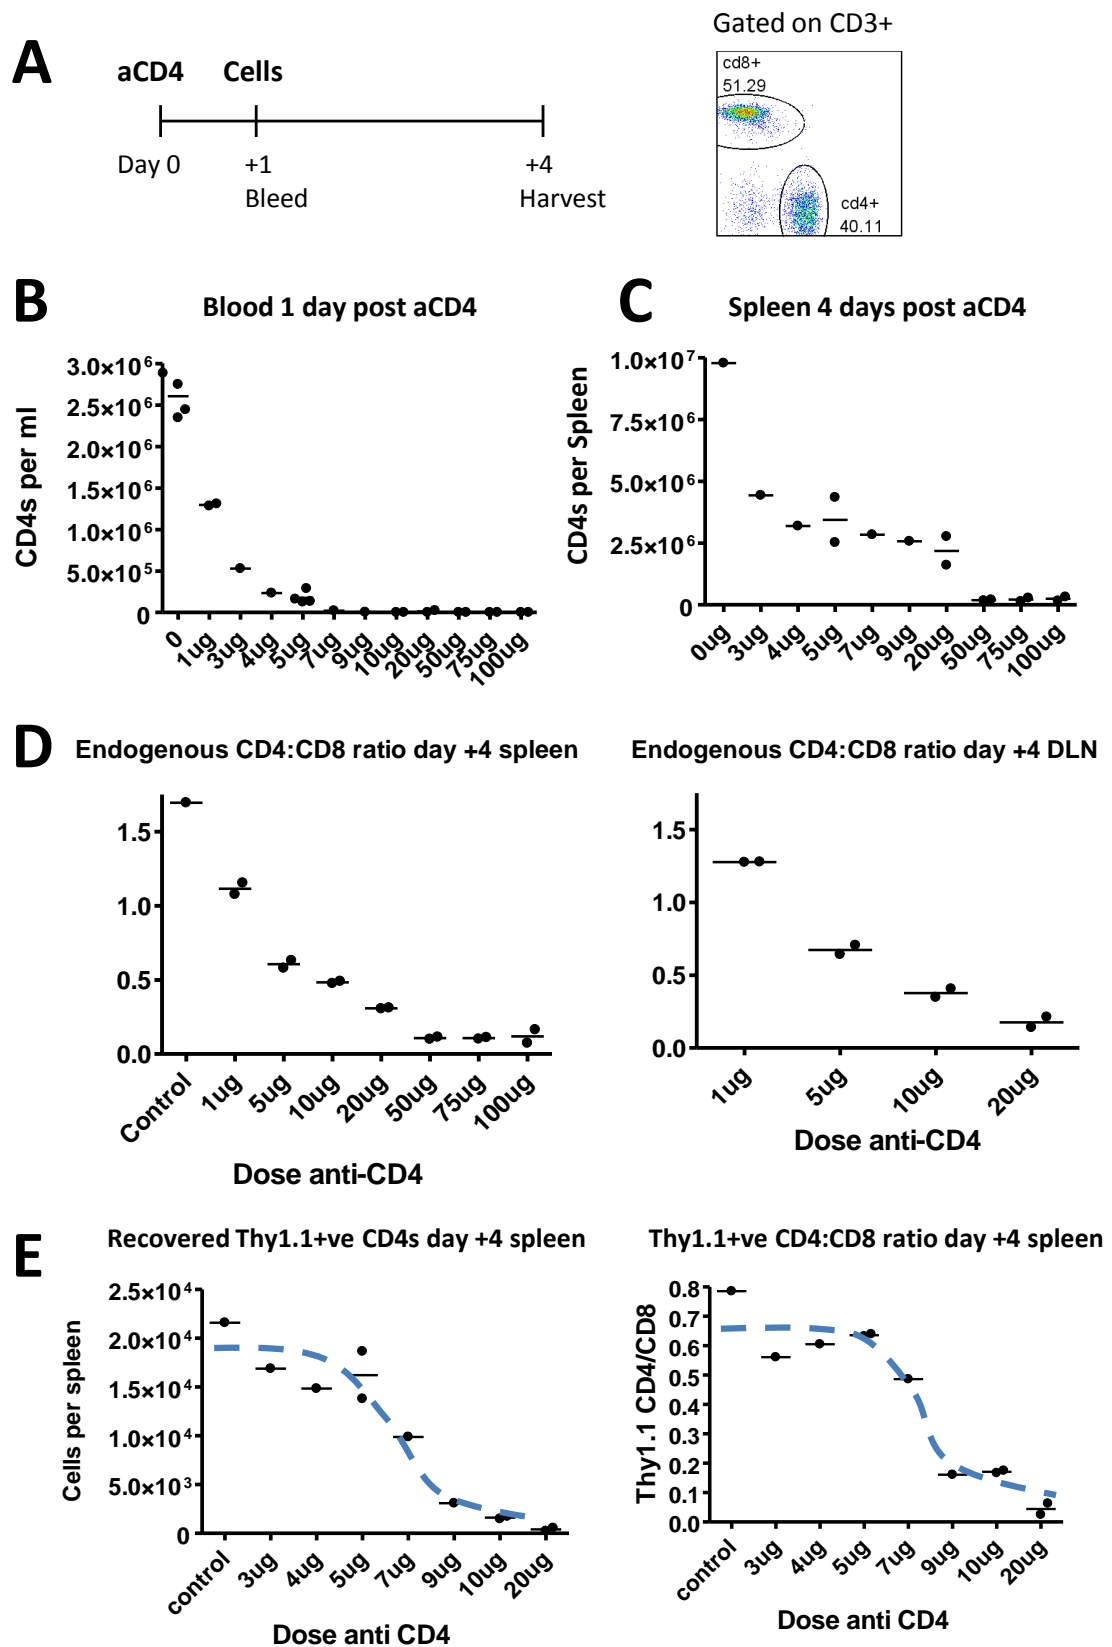 A
aCD4 Cells
Day 0 +1 +4
Bleed Harvest
Gated on CD3+
cd8+
51.29
cd4+
40.11
B
Blood 1 day post aCD4
CD4s per ml
3.0×10⁶
2.5×10⁶
2.0×10⁶
1.5×10⁶
1.0×10⁶
5.0×10⁵
0
0 1ug 3ug 4ug 5ug 7ug 9ug 10ug 20ug 50ug 75ug 100ug
C
Spleen 4 days post aCD4
CD4s per Spleen
1.0×10⁷
7.5×10⁶
5.0×10⁶
2.5×10⁶
0
0ug 3ug 4ug 5ug 7ug 9ug 20ug 50ug 75ug 100ug
D
Endogenous CD4:CD8 ratio day +4 spleen
1.5
1.0
0.5
0.0
Control 1ug 5ug 10ug 20ug 50ug 75ug 100ug
Dose anti-CD4
Endogenous CD4:CD8 ratio day +4 DLN
1.5
1.0
0.5
0.0
1ug 5ug 10ug 20ug
Dose anti-CD4
E
Recovered Thy1.1+ve CD4s day +4 spleen
Cells per spleen
2.5×10⁴
2.0×10⁴
1.5×10⁴
1.0×10⁴
5.0×10³
0
control 3ug 4ug 5ug 7ug 9ug 10ug 20ug
Dose anti CD4
Thy1.1+ve CD4:CD8 ratio day +4 spleen
Thy1.1 CD4/CD8
0.8
0.7
0.6
0.5
0.4
0.3
0.2
0.1
0.0
control 3ug 4ug 5ug 7ug 9ug 10ug 20ug
Dose anti CD4